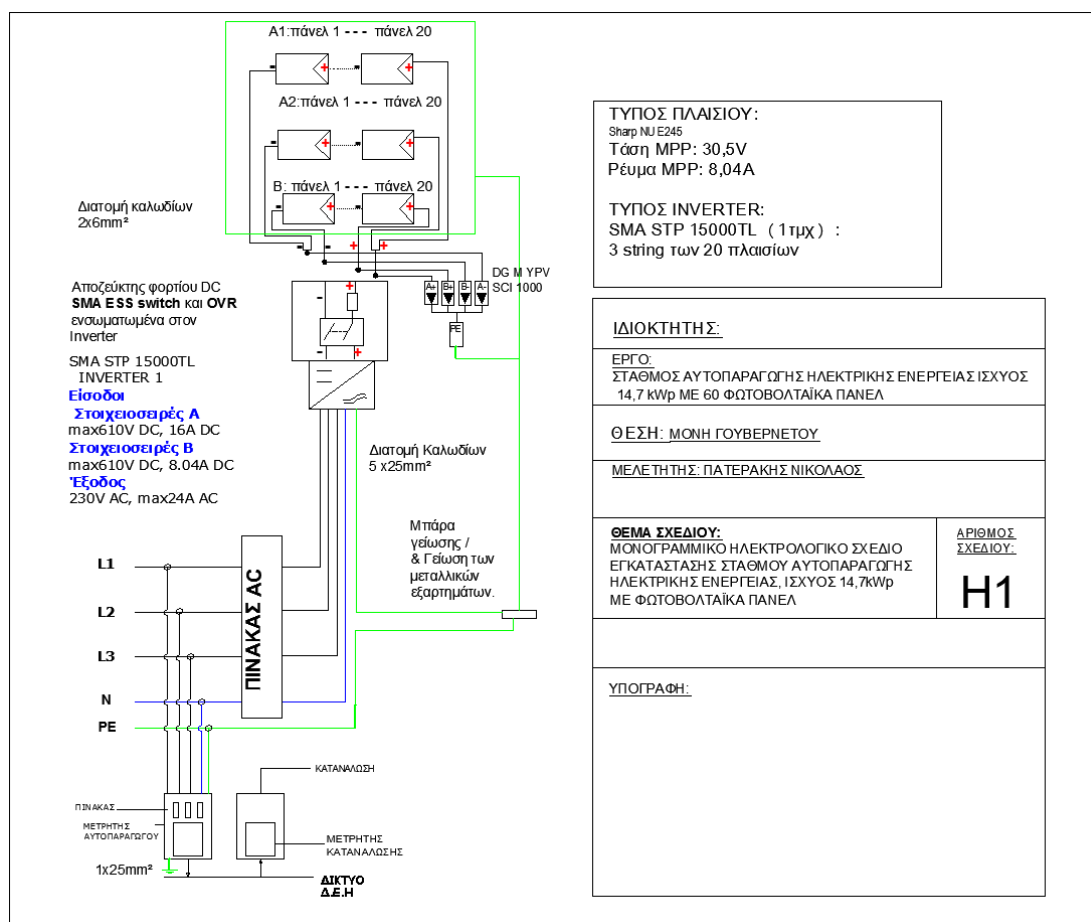 A1:πάνελ 1 - - - πάνελ 20
- + - +
A2:πάνελ 1 - - - πάνελ 20
- + - +
Β: πάνελ 1 - - - πάνελ 20
- + - +
Διατομή καλωδίων
2x6mm²
- - + +
DG M YPV
SCI 1000
A+ B+ B- A-
PE
Αποζεύκτης φορτίου DC
SMA ESS switch και OVR
ενσωματωμένα στον
Inverter
- +
- +
SMA STP 15000TL
INVERTER 1
Είσοδοι
Στοιχειοσειρές Α
max610V DC, 16A DC
Στοιχειοσειρές Β
max610V DC, 8.04A DC
Έξοδος
230V AC, max24A AC
Διατομή Καλωδίων
5 x25mm²
Μπάρα
γείωσης /
& Γείωση των
μεταλλικών
εξαρτημάτων.
L1
L2
L3
N
PE
ΠΙΝΑΚΑΣ AC
ΚΑΤΑΝΑΛΩΣΗ
ΠΙΝΑΚΑΣ
ΜΕΤΡΗΤΗΣ
ΑΥΤΟΠΑΡΑΓΩΓΟΥ
ΜΕΤΡΗΤΗΣ
ΚΑΤΑΝΑΛΩΣΗΣ
1x25mm²
ΔΙΚΤΥΟ
Δ.Ε.Η
ΤΥΠΟΣ ΠΛΑΙΣΙΟΥ:
Sharp NU E245
Τάση MPP: 30,5V
Ρέυμα MPP: 8,04A
ΤΥΠΟΣ INVERTER:
SMA STP 15000TL ( 1τμχ ) :
3 string των 20 πλαισίων
ΙΔΙΟΚΤΗΤΗΣ:
ΕΡΓΟ:
ΣΤΑΘΜΟΣ ΑΥΤΟΠΑΡΑΓΩΓΗΣ ΗΛΕΚΤΡΙΚΗΣ ΕΝΕΡΓΕΙΑΣ ΙΣΧΥΟΣ
14,7 kWp ΜΕ 60 ΦΩΤΟΒΟΛΤΑΪΚΑ ΠΑΝΕΛ
ΘΕΣΗ: ΜΟΝΗ ΓΟΥΒΕΡΝΕΤΟΥ
ΜΕΛΕΤΗΤΗΣ: ΠΑΤΕΡΑΚΗΣ ΝΙΚΟΛΑΟΣ
ΘΕΜΑ ΣΧΕΔΙΟΥ:
ΜΟΝΟΓΡΑΜΜΙΚΟ ΗΛΕΚΤΡΟΛΟΓΙΚΟ ΣΧΕΔΙΟ
ΕΓΚΑΤΑΣΤΑΣΗΣ ΣΤΑΘΜΟΥ ΑΥΤΟΠΑΡΑΓΩΓΗΣ
ΗΛΕΚΤΡΙΚΗΣ ΕΝΕΡΓΕΙΑΣ, ΙΣΧΥΟΣ 14,7kWp
ΜΕ ΦΩΤΟΒΟΛΤΑΪΚΑ ΠΑΝΕΛ
ΑΡΙΘΜΟΣ
ΣΧΕΔΙΟΥ:
H1
ΥΠΟΓΡΑΦΗ: